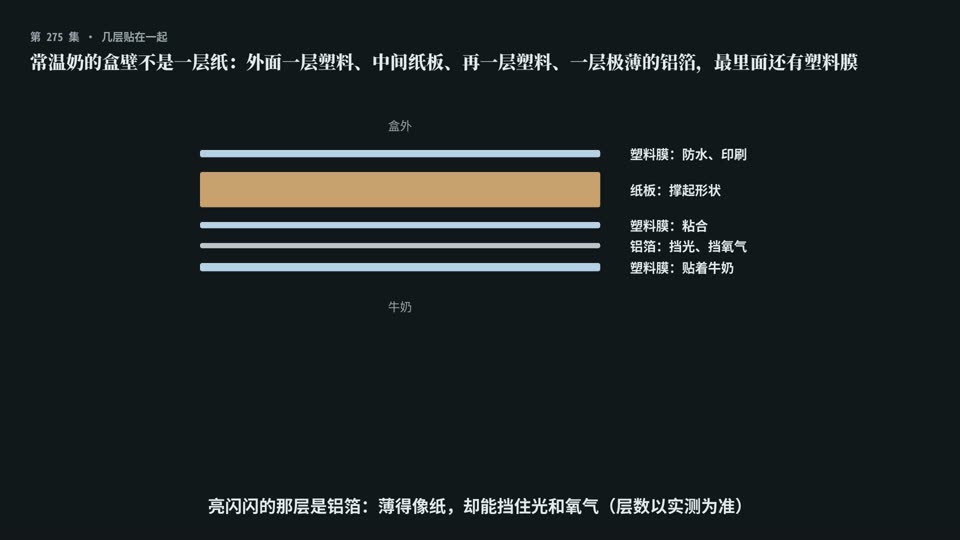 第 275 集 · 几层贴在一起
常温奶的盒壁不是一层纸：外面一层塑料、中间纸板、再一层塑料、一层极薄的铝箔，最里面还有塑料膜
盒外
塑料膜：防水、印刷
纸板：撑起形状
塑料膜：粘合
铝箔：挡光、挡氧气
塑料膜：贴着牛奶
牛奶
亮闪闪的那层是铝箔：薄得像纸，却能挡住光和氧气（层数以实测为准）